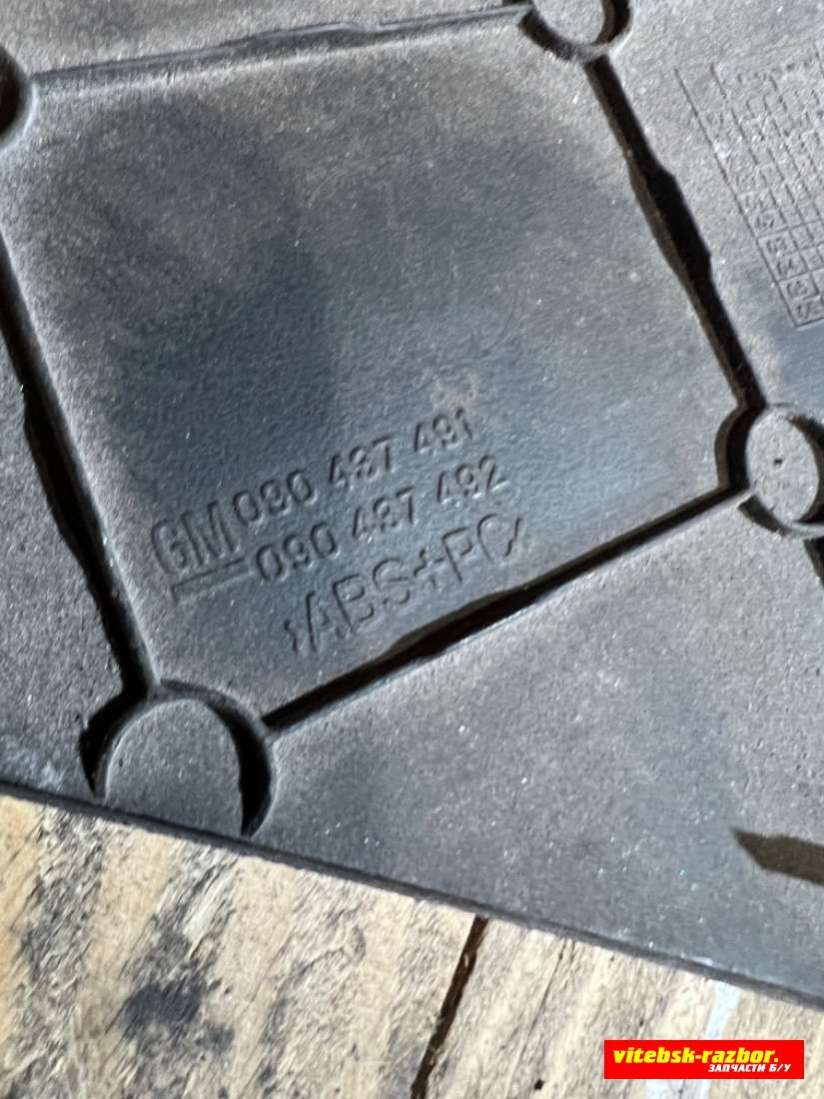 GM 090 437 491
090 437 492
>ABS+PC<
vitebsk-razbor.
ЗАПЧАСТИ Б/У